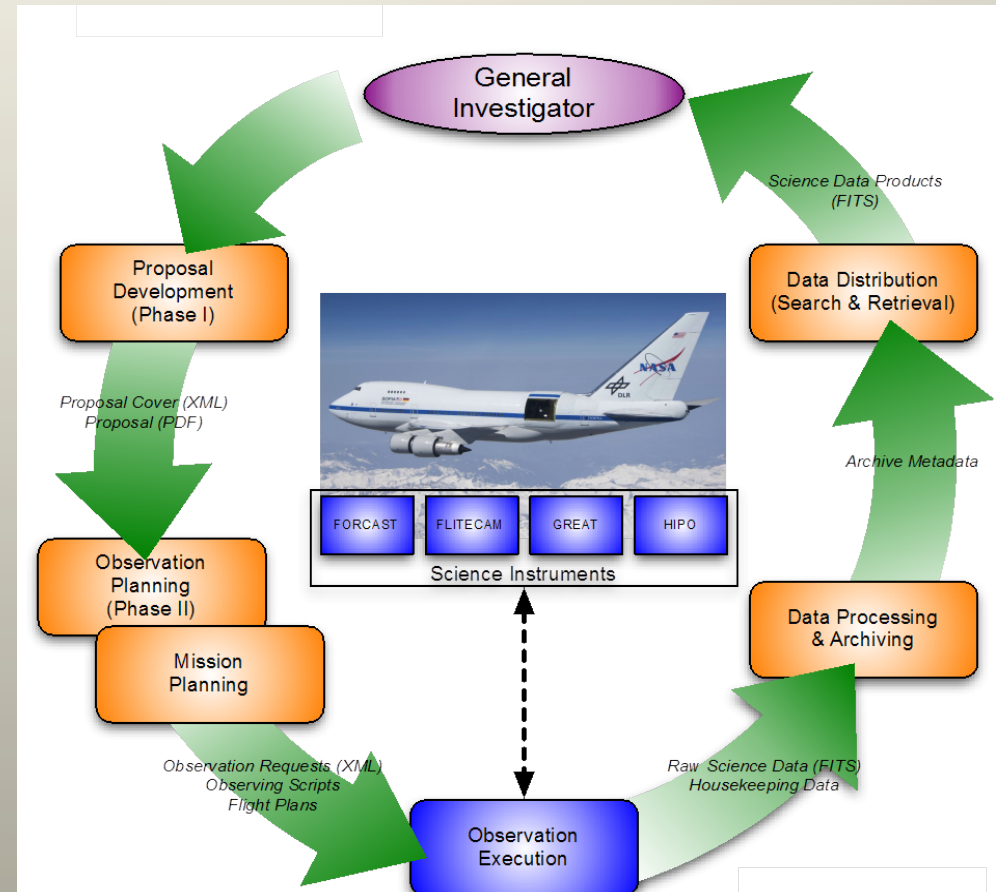 General
Investigator
Science Data Products
(FITS)
Proposal
Development
(Phase I)
Data Distribution
(Search & Retrieval)
NASA
DLR
Proposal Cover (XML)
Proposal (PDF)
Archive Metadata
FORCAST
FLITECAM
GREAT
HIPO
Science Instruments
Observation
Planning
(Phase II)
Mission
Planning
Data Processing
& Archiving
Observation Requests (XML)
Observing Scripts
Flight Plans
Raw Science Data (FITS)
Housekeeping Data
Observation
Execution